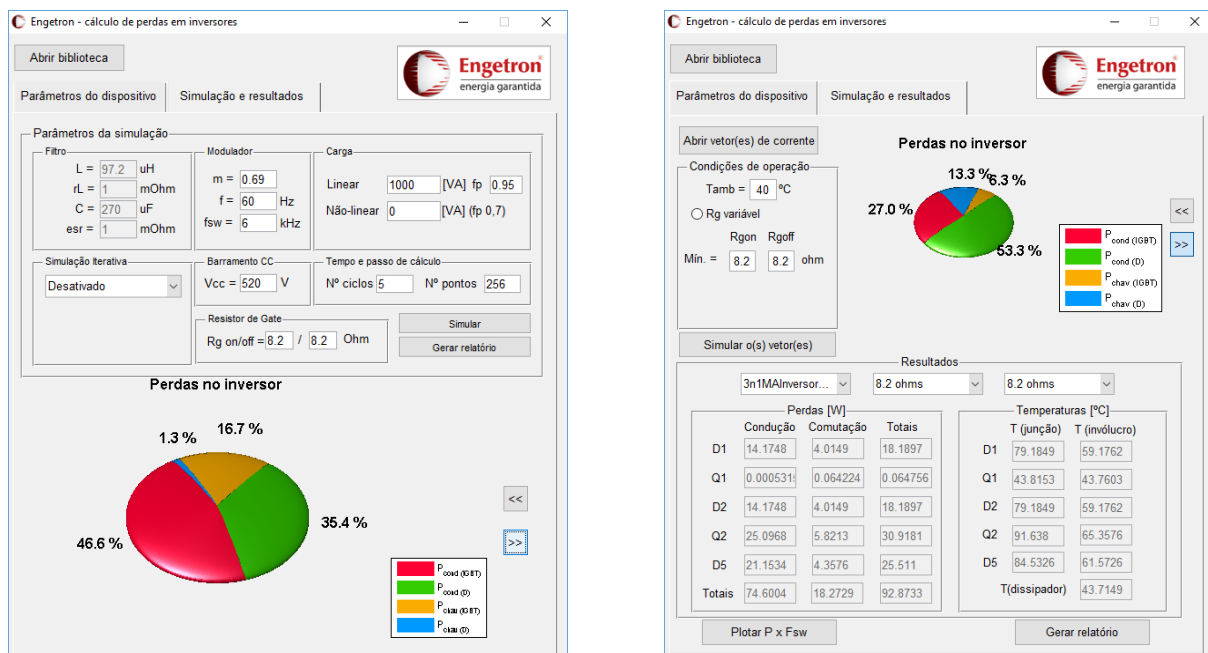 Engetron - cálculo de perdas em inversores
Abrir biblioteca
Engetron®
energia garantida
Parâmetros do dispositivo
Simulação e resultados
Parâmetros da simulação
Filtro
L = 97.2 uH
rL = 1 mOhm
C = 270 uF
esr = 1 mOhm
Modulador
m = 0.69
f = 60 Hz
fsw = 6 kHz
Carga
Linear 1000 [VA] fp 0.95
Não-linear 0 [VA] (fp 0,7)
Simulação Iterativa
Desativado
Barramento CC
Vcc = 520 V
Tempo e passo de cálculo
Nº ciclos 5 Nº pontos 256
Resistor de Gate
Rg on/off = 8.2 / 8.2 Ohm
Simular
Gerar relatório
Perdas no inversor
1.3 %
16.7 %
46.6 %
35.4 %
<<
>>
P cond (IGBT)
P cond (D)
P chav (IGBT)
P chav (D)
Engetron - cálculo de perdas em inversores
Abrir biblioteca
Engetron®
energia garantida
Parâmetros do dispositivo
Simulação e resultados
Abrir vetor(es) de corrente
Condições de operação
Tamb = 40 ºC
Rg variável
Rgon Rgoff
Mín. = 8.2 8.2 ohm
Simular o(s) vetor(es)
Perdas no inversor
13.3 %
6.3 %
27.0 %
53.3 %
<<
>>
P cond (IGBT)
P cond (D)
P chav (IGBT)
P chav (D)
Resultados
3n1MAInversor... 8.2 ohms 8.2 ohms
Perdas [W]
Condução Comutação Totais
D1 14.1748 4.0149 18.1897
Q1 0.000531 0.064224 0.064756
D2 14.1748 4.0149 18.1897
Q2 25.0968 5.8213 30.9181
D5 21.1534 4.3576 25.511
Totais 74.6004 18.2729 92.8733
Temperaturas [ºC]
T (junção) T (invólucro)
D1 79.1849 59.1762
Q1 43.8153 43.7603
D2 79.1849 59.1762
Q2 91.638 65.3576
D5 84.5326 61.5726
T(dissipador) 43.7149
Plotar P x Fsw
Gerar relatório